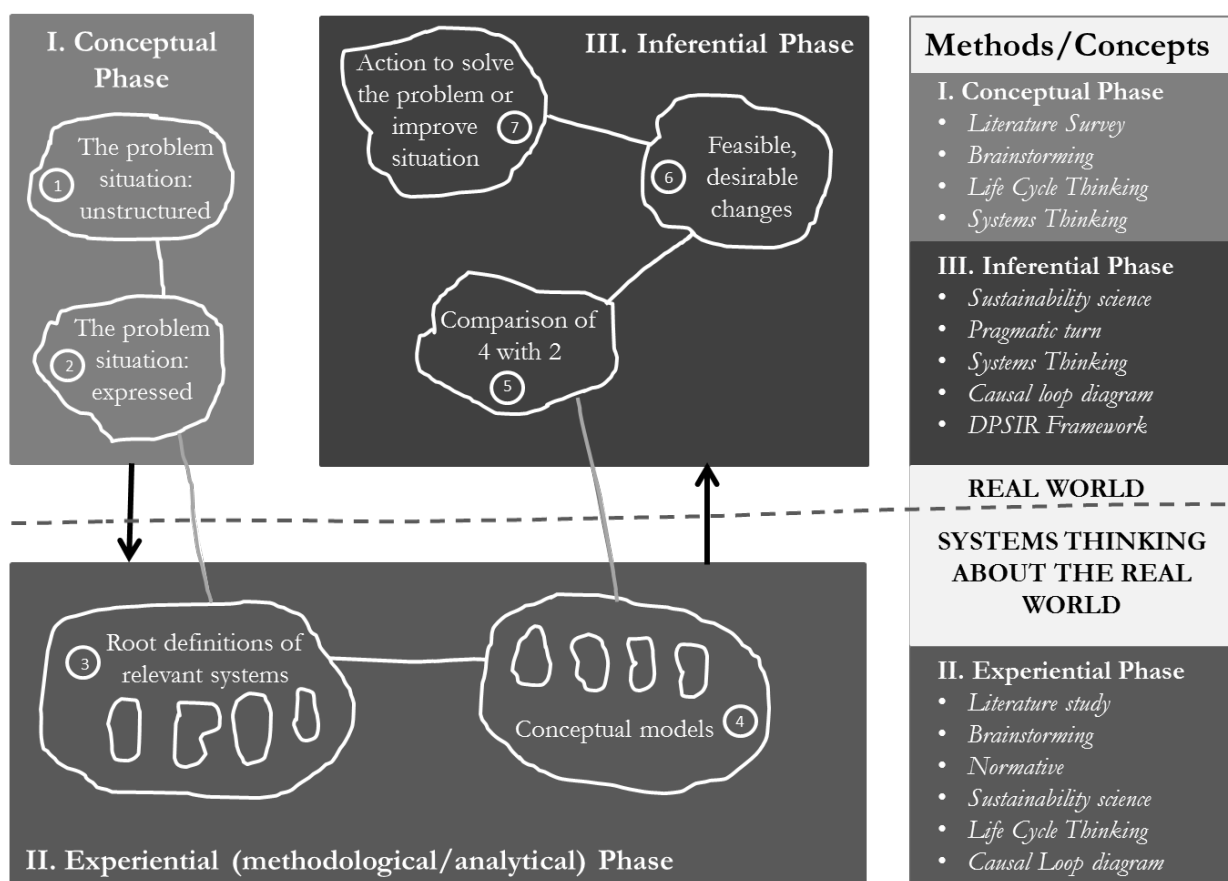 I. Conceptual
Phase
The problem
situation:
1
unstructured
The problem
situation:
2
expressed
III. Inferential Phase
Action to solve
the problem or
improve
7
situation
Feasible,
6
desirable
changes
Comparison of
4 with 2
5
3
Root definitions of
relevant systems
Conceptual models
4
II. Experiential (methodological/analytical) Phase
Methods/Concepts
I. Conceptual Phase
• Literature Survey
• Brainstorming
• Life Cycle Thinking
• Systems Thinking
III. Inferential Phase
• Sustainability science
• Pragmatic turn
• Systems Thinking
• Causal loop diagram
• DPSIR Framework
REAL WORLD
SYSTEMS THINKING
ABOUT THE REAL
WORLD
II. Experiential Phase
• Literature study
• Brainstorming
• Normative
• Sustainability science
• Life Cycle Thinking
• Causal Loop diagram